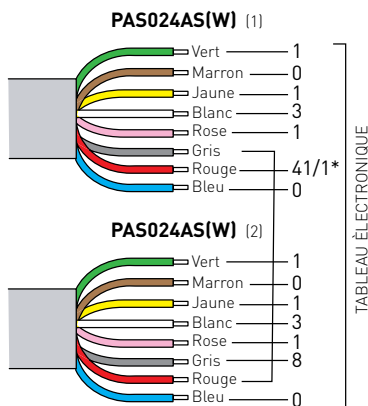 PAS024AS(W) (1)
Vert 1
Marron 0
Jaune 1
Blanc 3
Rose 1
Gris
Rouge 41/1*
Bleu 0
PAS024AS(W) (2)
Vert 1
Marron 0
Jaune 1
Blanc 3
Rose 1
Gris 8
Rouge
Bleu 0
TABLEAU ÈLECTRONIQUE